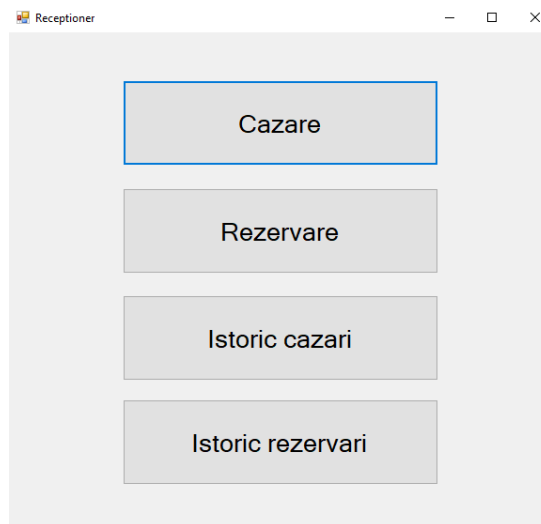 Receptioner
Cazare
Rezervare
Istoric cazari
Istoric rezervari